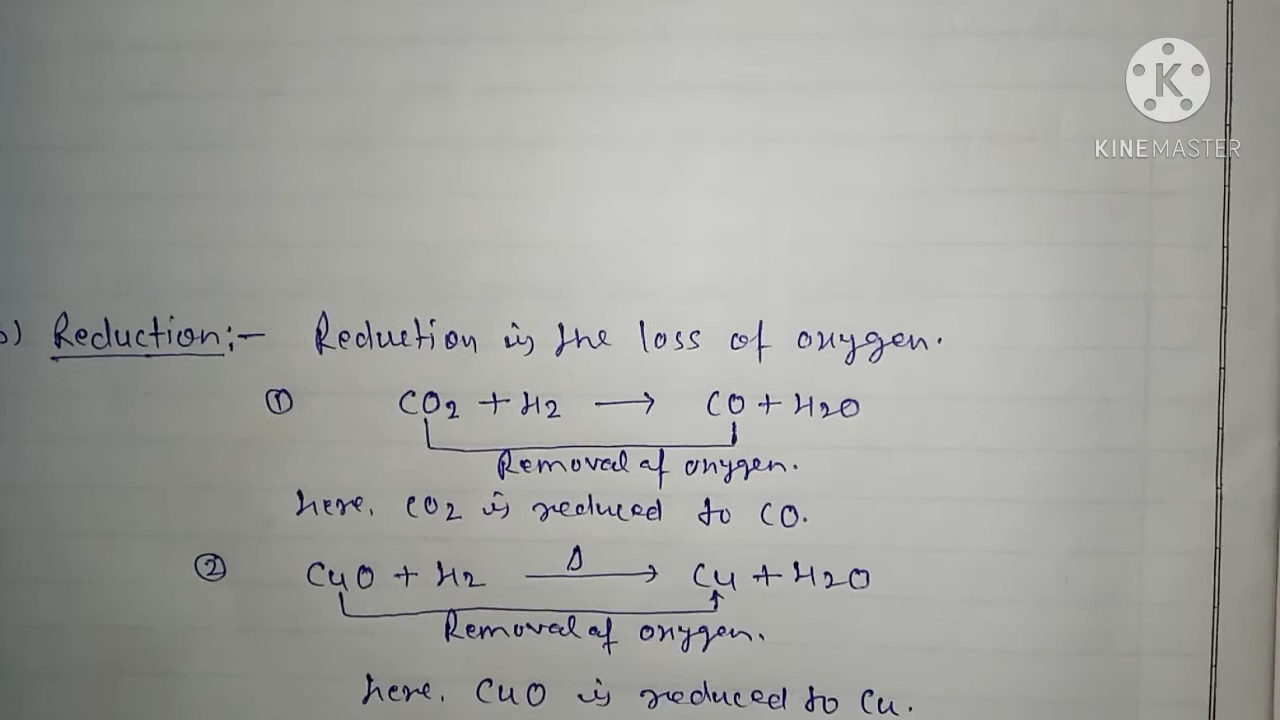 K
KINEMASTER
b) Reduction:- Reduction is the loss of oxygen.
① CO2 + H2 → CO + H2O
Removal of oxygen.
here, CO2 is reduced to CO.
② CuO + H2 Δ→ Cu + H2O
Removal of oxygen.
here, CuO is reduced to Cu.